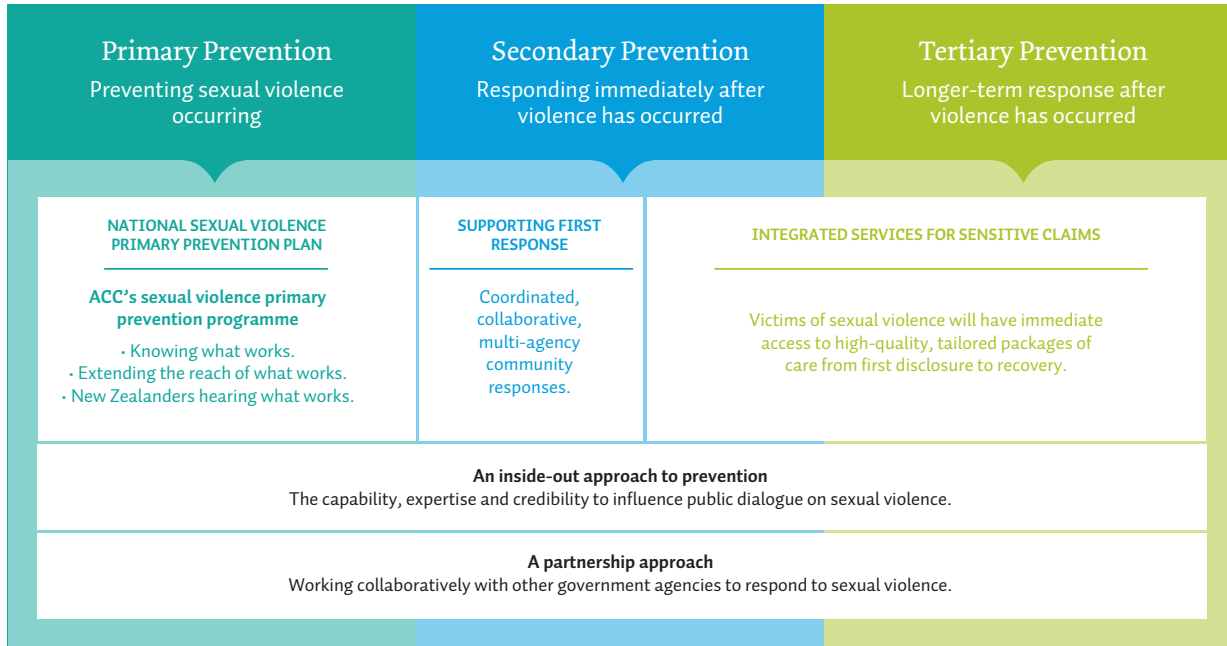 Primary Prevention
Preventing sexual violence
occurring
Secondary Prevention
Responding immediately after
violence has occurred
Tertiary Prevention
Longer-term response after
violence has occurred
NATIONAL SEXUAL VIOLENCE
PRIMARY PREVENTION PLAN
ACC’s sexual violence primary
prevention programme
• Knowing what works.
• Extending the reach of what works.
• New Zealanders hearing what works.
SUPPORTING FIRST
RESPONSE
Coordinated,
collaborative,
multi-agency
community
responses.
INTEGRATED SERVICES FOR SENSITIVE CLAIMS
Victims of sexual violence will have immediate
access to high-quality, tailored packages of
care from first disclosure to recovery.
An inside-out approach to prevention
The capability, expertise and credibility to influence public dialogue on sexual violence.
A partnership approach
Working collaboratively with other government agencies to respond to sexual violence.